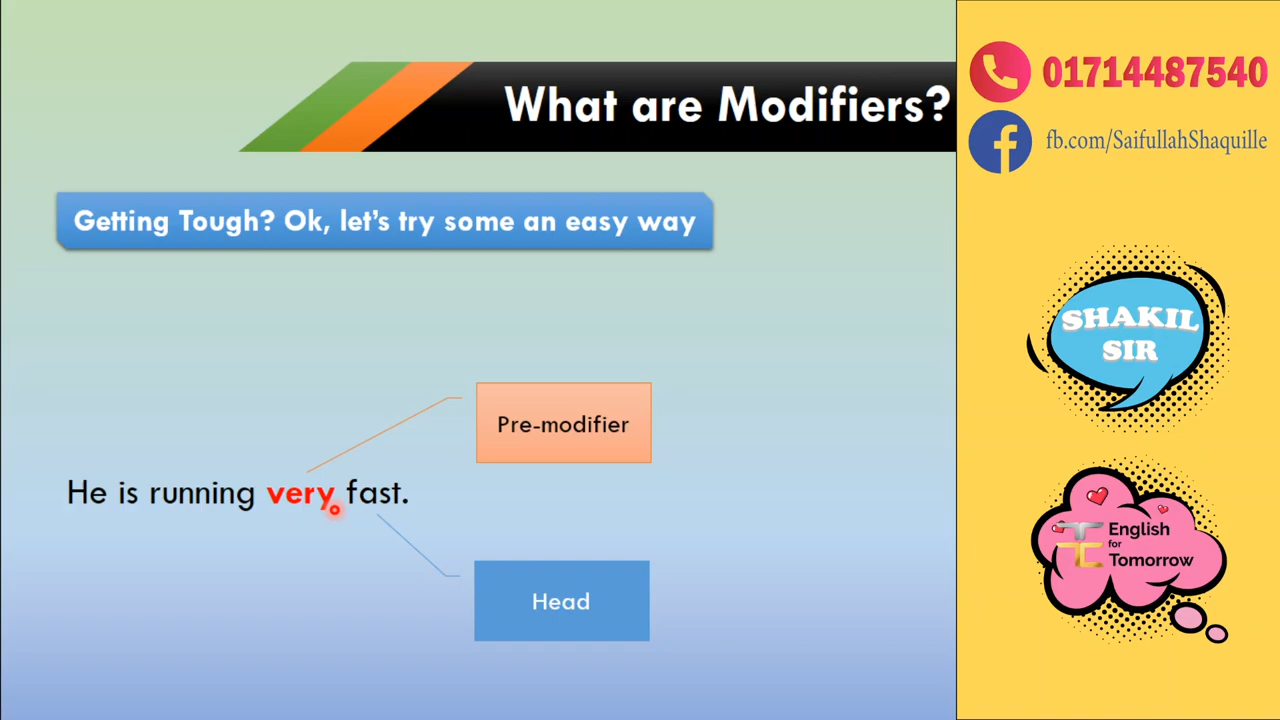 What are Modifiers?
Getting Tough? Ok, let's try some an easy way
Pre-modifier
He is running very fast.
Head
01714487540
fb.com/SaifullahShaquille
SHAKIL
SIR
English
for
Tomorrow